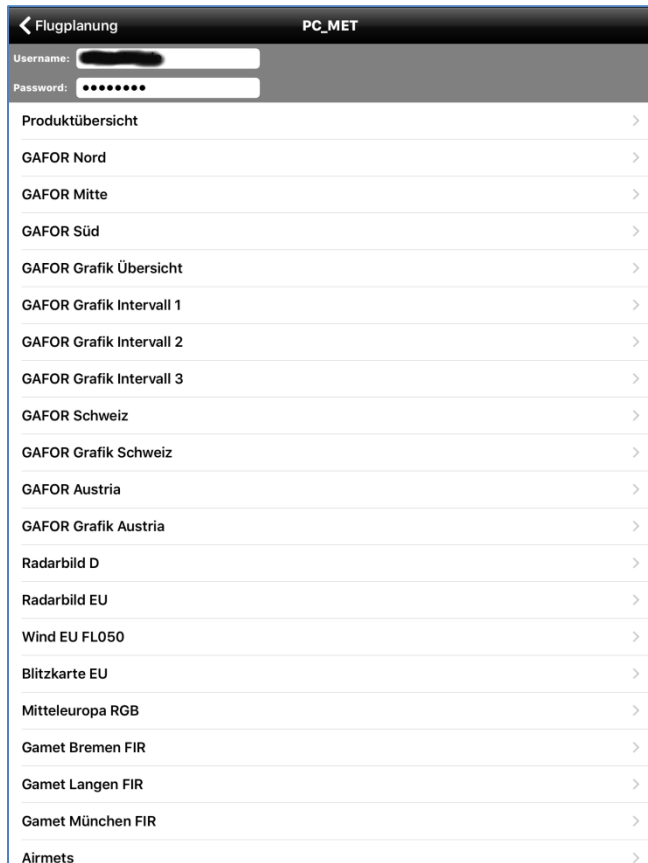 Flugplanung PC_MET
Username:
Password: ••••••••
Produktübersicht
GAFOR Nord
GAFOR Mitte
GAFOR Süd
GAFOR Grafik Übersicht
GAFOR Grafik Intervall 1
GAFOR Grafik Intervall 2
GAFOR Grafik Intervall 3
GAFOR Schweiz
GAFOR Grafik Schweiz
GAFOR Austria
GAFOR Grafik Austria
Radarbild D
Radarbild EU
Wind EU FL050
Blitzkarte EU
Mitteleuropa RGB
Gamet Bremen FIR
Gamet Langen FIR
Gamet München FIR
Airmets